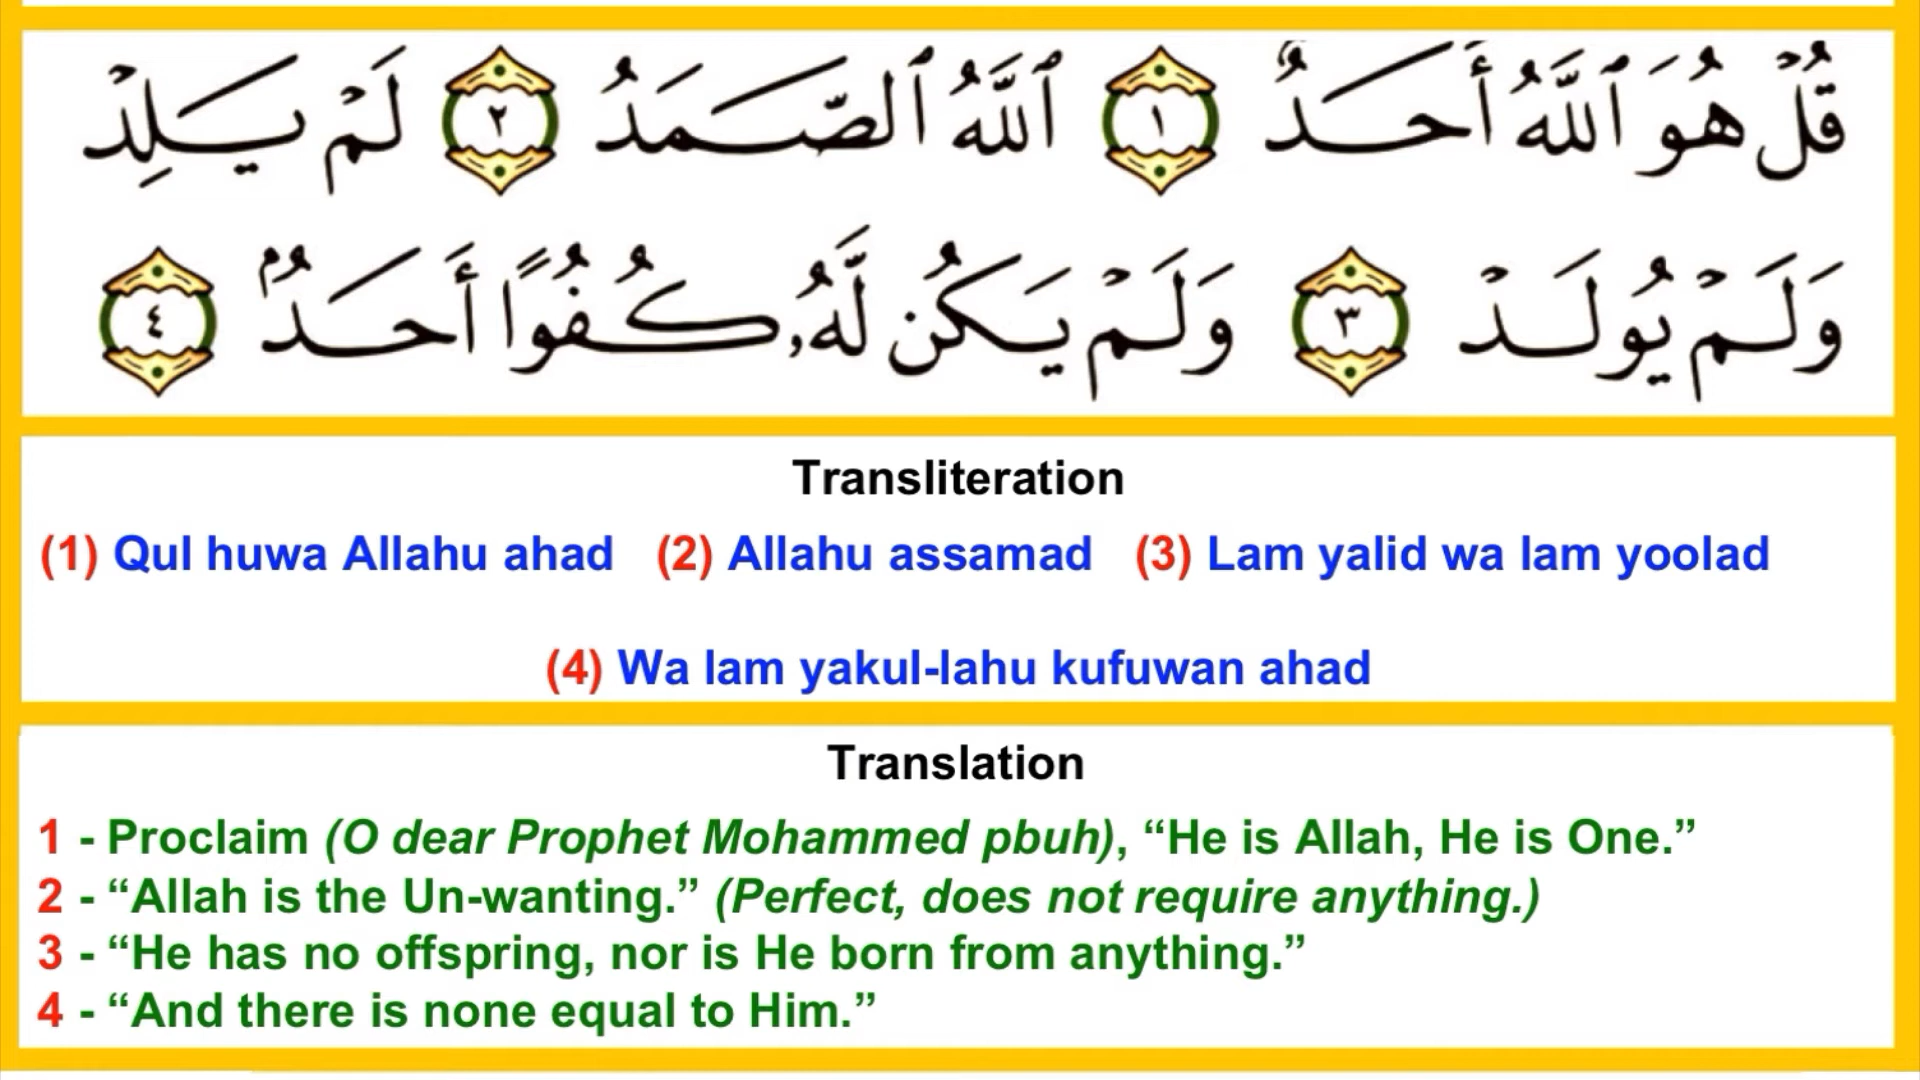 قُلْ هُوَ ٱللَّهُ أَحَدٌ ١ ٱللَّهُ ٱلصَّمَدُ ٢ لَمْ يَلِدْ
وَلَمْ يُولَدْ ٣ وَلَمْ يَكُن لَّهُۥ كُفُوًا أَحَدٌۢ ٤
Transliteration
(1) Qul huwa Allahu ahad (2) Allahu assamad (3) Lam yalid wa lam yoolad
(4) Wa lam yakul-lahu kufuwan ahad
Translation
1 - Proclaim (O dear Prophet Mohammed pbuh), “He is Allah, He is One.”
2 - “Allah is the Un-wanting.” (Perfect, does not require anything.)
3 - “He has no offspring, nor is He born from anything.”
4 - “And there is none equal to Him.”